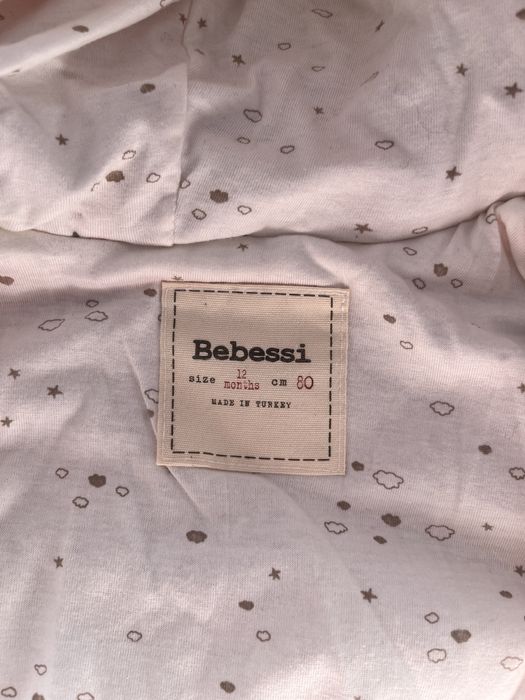 Bebessi
size 12 months cm 80
MADE IN TURKEY